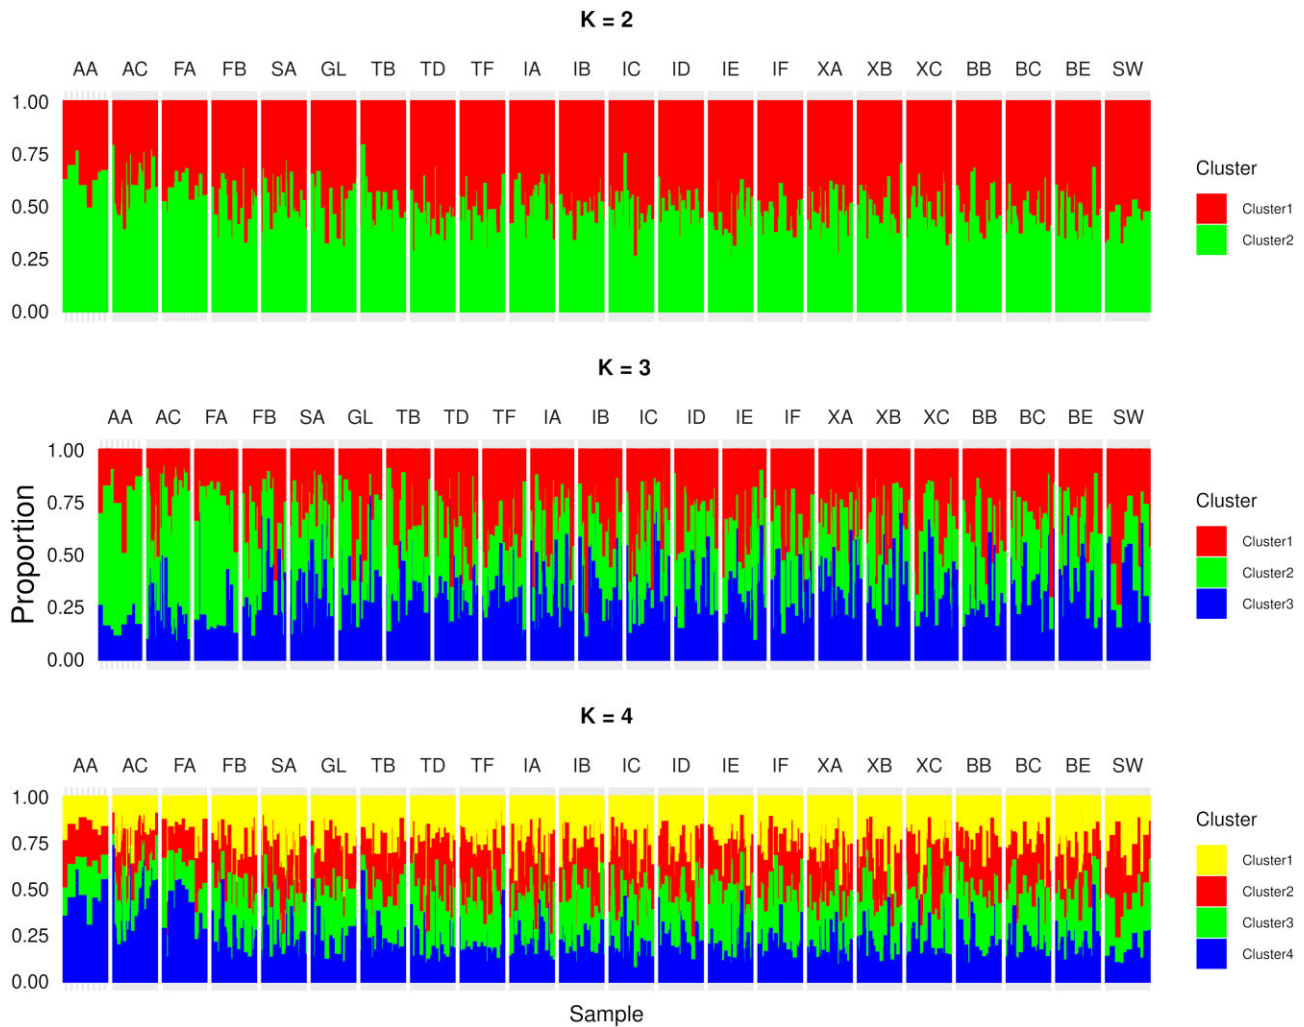 K = 2
AA AC FA FB SA GL TB TD TF IA IB IC ID IE IF XA XB XC BB BC BE SW
1.00
0.75
0.50
0.25
0.00
Cluster
Cluster1
Cluster2
K = 3
AA AC FA FB SA GL TB TD TF IA IB IC ID IE IF XA XB XC BB BC BE SW
1.00
0.75
0.50
0.25
0.00
Proportion
Cluster
Cluster1
Cluster2
Cluster3
K = 4
AA AC FA FB SA GL TB TD TF IA IB IC ID IE IF XA XB XC BB BC BE SW
1.00
0.75
0.50
0.25
0.00
Cluster
Cluster1
Cluster2
Cluster3
Cluster4
Sample